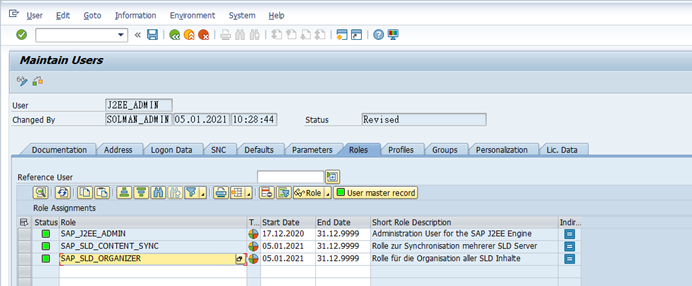 User Edit Goto Information Environment System Help
Maintain Users
User J2EE_ADMIN
Changed By SOLMAN_ADMIN 05.01.2021 10:28:44 Status Revised
Documentation Address Logon Data SNC Defaults Parameters Roles Profiles Groups Personalization Lic. Data
Reference User
Role User master record
Role Assignments
Status Role T... Start Date End Date Short Role Description Indir...
SAP_J2EE_ADMIN 17.12.2020 31.12.9999 Administration User for the SAP J2EE Engine
SAP_SLD_CONTENT_SYNC 05.01.2021 31.12.9999 Rolle zur Synchronisation mehrerer SLD Server
SAP_SLD_ORGANIZER 05.01.2021 31.12.9999 Rolle für die Organisation aller SLD Inhalte